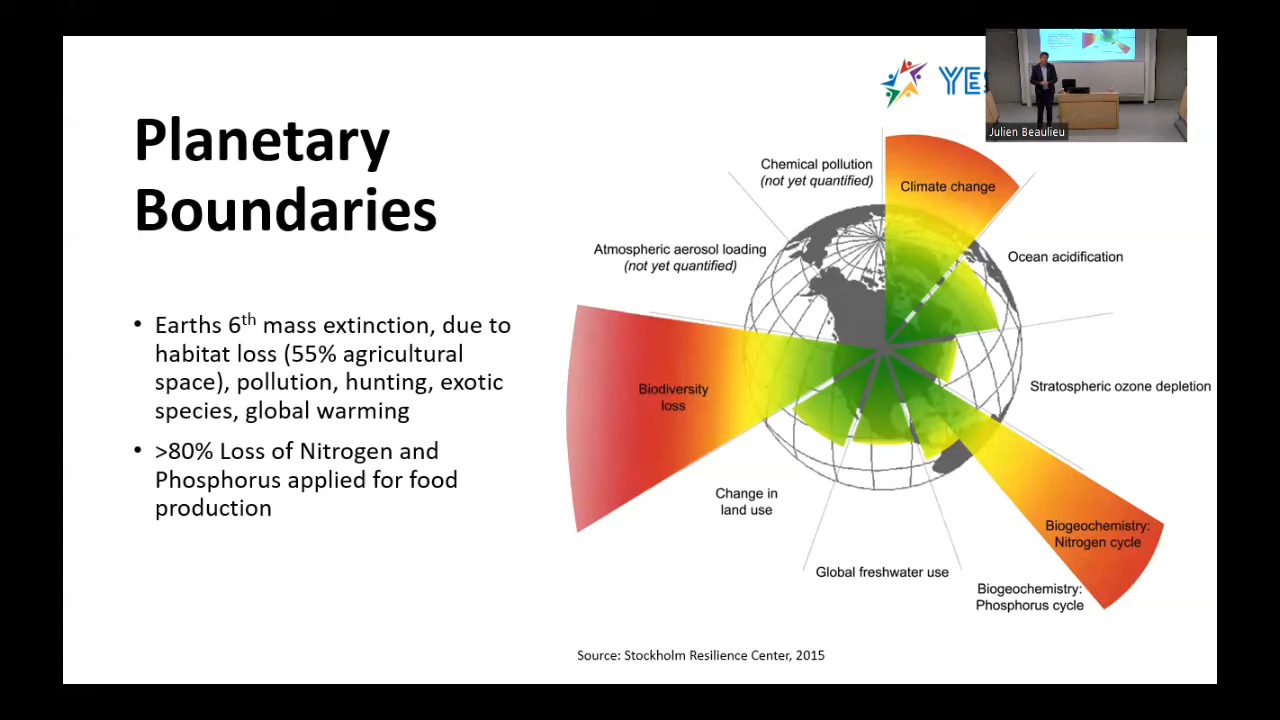 Planetary
Boundaries
• Earths 6th mass extinction, due to
habitat loss (55% agricultural
space), pollution, hunting, exotic
species, global warming
• >80% Loss of Nitrogen and
Phosphorus applied for food
production
YES
Julien Beaulieu
Chemical pollution
(not yet quantified)
Climate change
Atmospheric aerosol loading
(not yet quantified)
Ocean acidification
Biodiversity
loss
Stratospheric ozone depletion
Change in
land use
Biogeochemistry:
Nitrogen cycle
Global freshwater use
Biogeochemistry:
Phosphorus cycle
Source: Stockholm Resilience Center, 2015